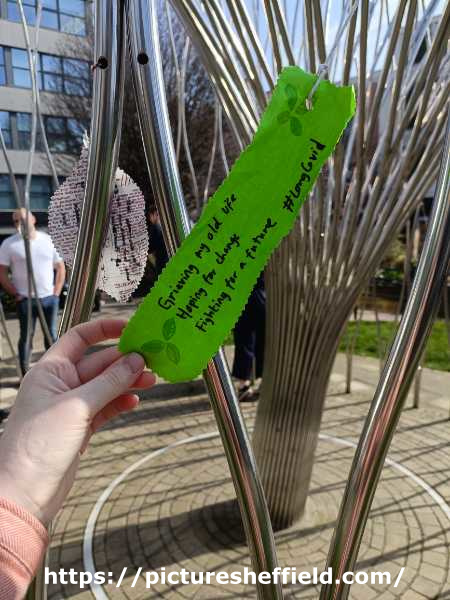 Grieving my old life
Hoping for change
Fighting for a future
#LongCovid
https://picturesheffield.com/